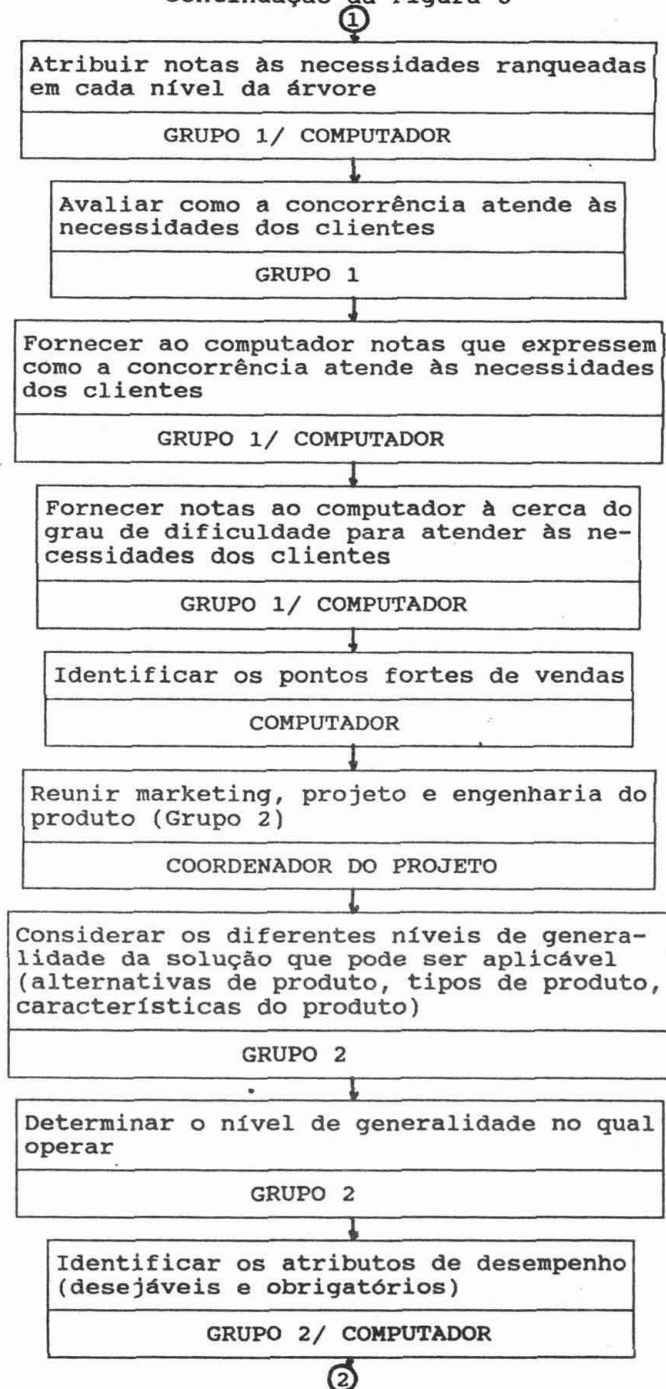 Continuação da Figura 8
1
Atribuir notas às necessidades ranqueadas
em cada nível da árvore
GRUPO 1/ COMPUTADOR
Avaliar como a concorrência atende às
necessidades dos clientes
GRUPO 1
Fornecer ao computador notas que expressem
como a concorrência atende às necessidades
dos clientes
GRUPO 1/ COMPUTADOR
Fornecer notas ao computador à cerca do
grau de dificuldade para atender às ne-
cessidades dos clientes
GRUPO 1/ COMPUTADOR
Identificar os pontos fortes de vendas
COMPUTADOR
Reunir marketing, projeto e engenharia do
produto (Grupo 2)
COORDENADOR DO PROJETO
Considerar os diferentes níveis de genera-
lidade da solução que pode ser aplicável
(alternativas de produto, tipos de produto,
características do produto)
GRUPO 2
Determinar o nível de generalidade no qual
operar
GRUPO 2
Identificar os atributos de desempenho
(desejáveis e obrigatórios)
GRUPO 2/ COMPUTADOR
2